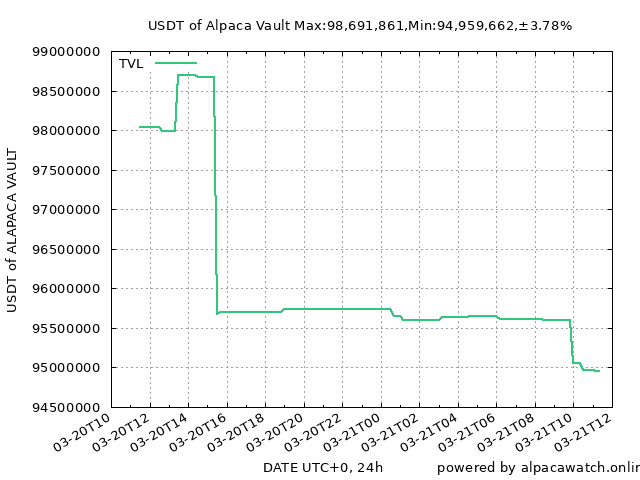 USDT of Alpaca Vault Max:98,691,861,Min:94,959,662,±3.78%
TVL
99000000
98500000
98000000
97500000
97000000
96500000
96000000
95500000
95000000
94500000
USDT of ALAPACA VAULT
03-20T10
03-20T12
03-20T14
03-20T16
03-20T18
03-20T20
03-20T22
03-21T00
03-21T02
03-21T04
03-21T06
03-21T08
03-21T10
03-21T12
DATE UTC+0, 24h
powered by alpacawatch.onlin